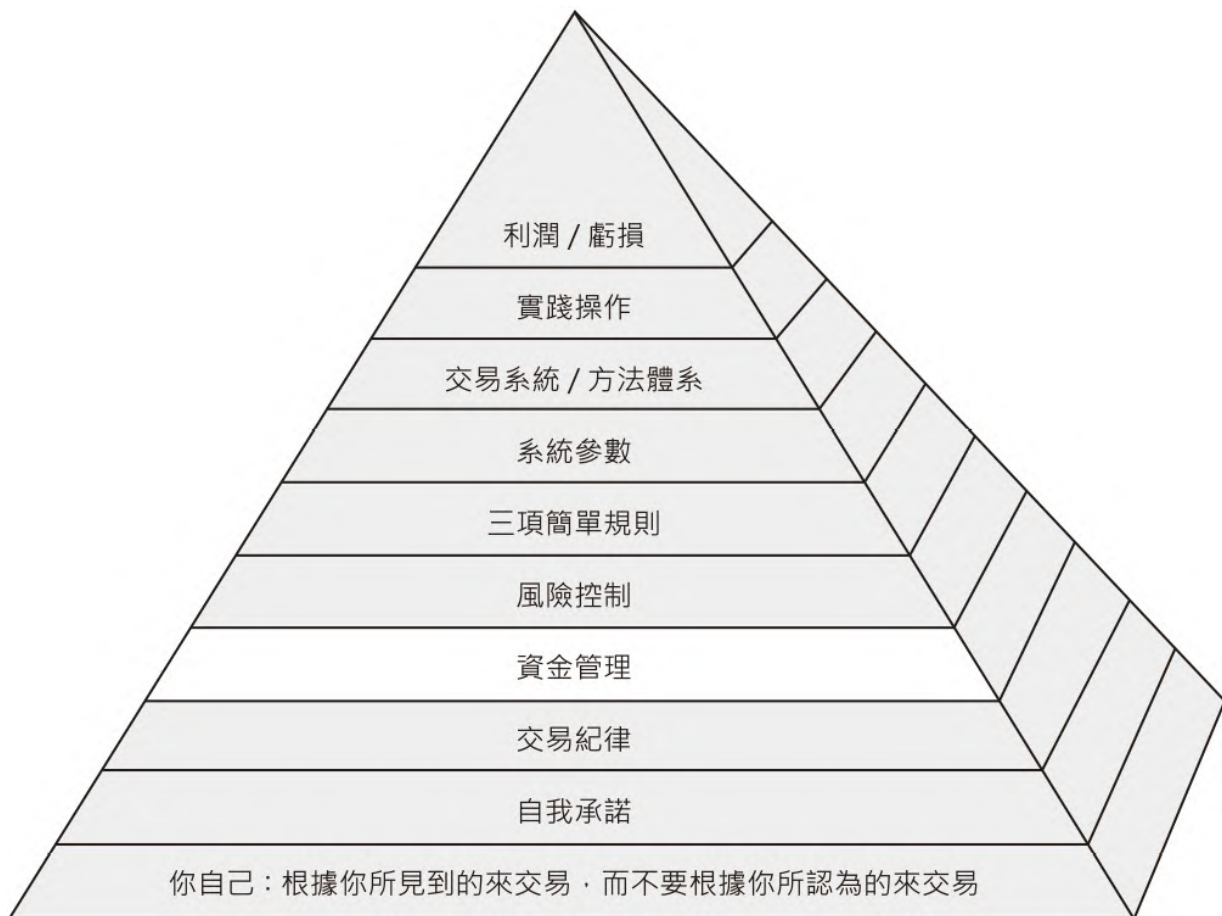 利潤 / 虧損
實踐操作
交易系統 / 方法體系
系統參數
三項簡單規則
風險控制
資金管理
交易紀律
自我承諾
你自己：根據你所見到的來交易，而不要根據你所認為的來交易